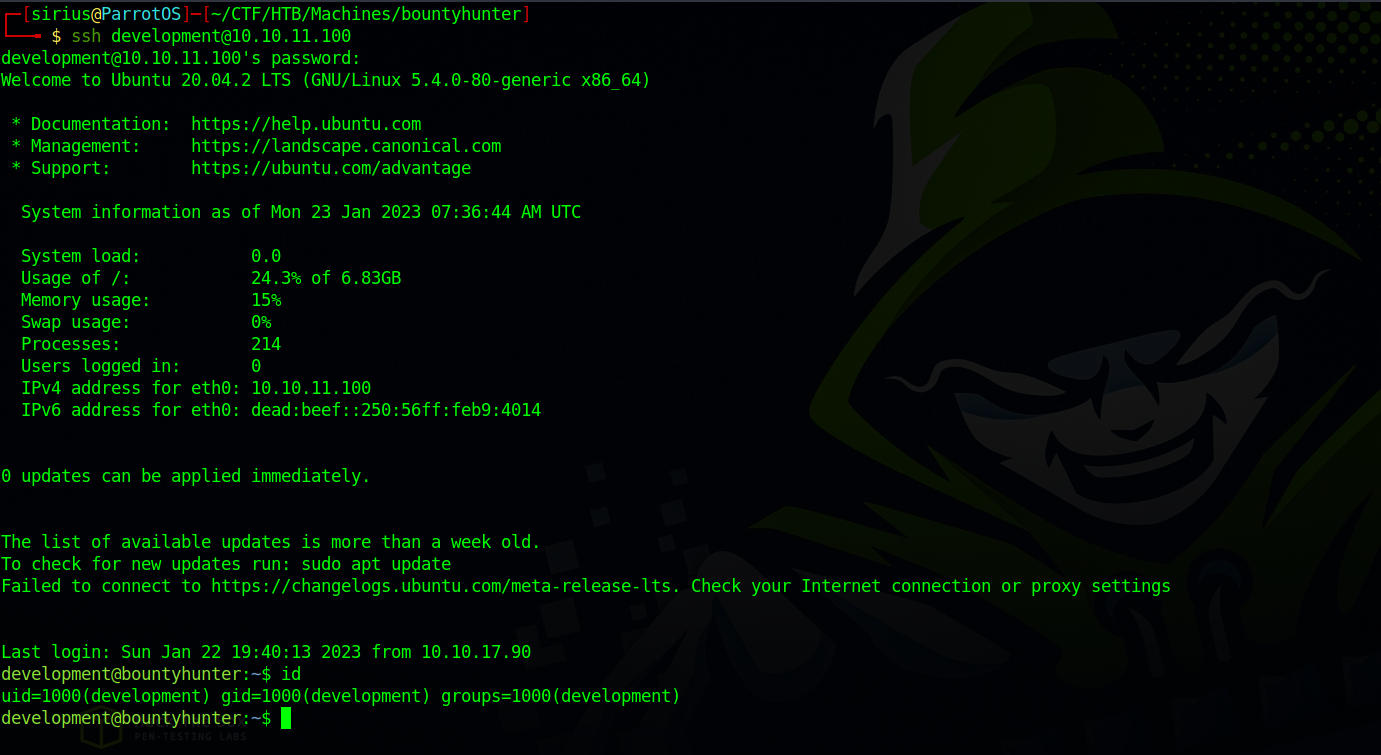 [sirius@ParrotOS]-[~/CTF/HTB/Machines/bountyhunter]
$ ssh development@10.10.11.100
development@10.10.11.100's password:
Welcome to Ubuntu 20.04.2 LTS (GNU/Linux 5.4.0-80-generic x86_64)
* Documentation:  https://help.ubuntu.com
* Management:     https://landscape.canonical.com
* Support:        https://ubuntu.com/advantage
System information as of Mon 23 Jan 2023 07:36:44 AM UTC
System load:           0.0
Usage of /:            24.3% of 6.83GB
Memory usage:          15%
Swap usage:            0%
Processes:             214
Users logged in:       0
IPv4 address for eth0: 10.10.11.100
IPv6 address for eth0: dead:beef::250:56ff:feb9:4014
0 updates can be applied immediately.
The list of available updates is more than a week old.
To check for new updates run: sudo apt update
Failed to connect to https://changelogs.ubuntu.com/meta-release-lts. Check your Internet connection or proxy settings
Last login: Sun Jan 22 19:40:13 2023 from 10.10.17.90
development@bountyhunter:~$ id
uid=1000(development) gid=1000(development) groups=1000(development)
development@bountyhunter:~$
PEN-TESTING LABS